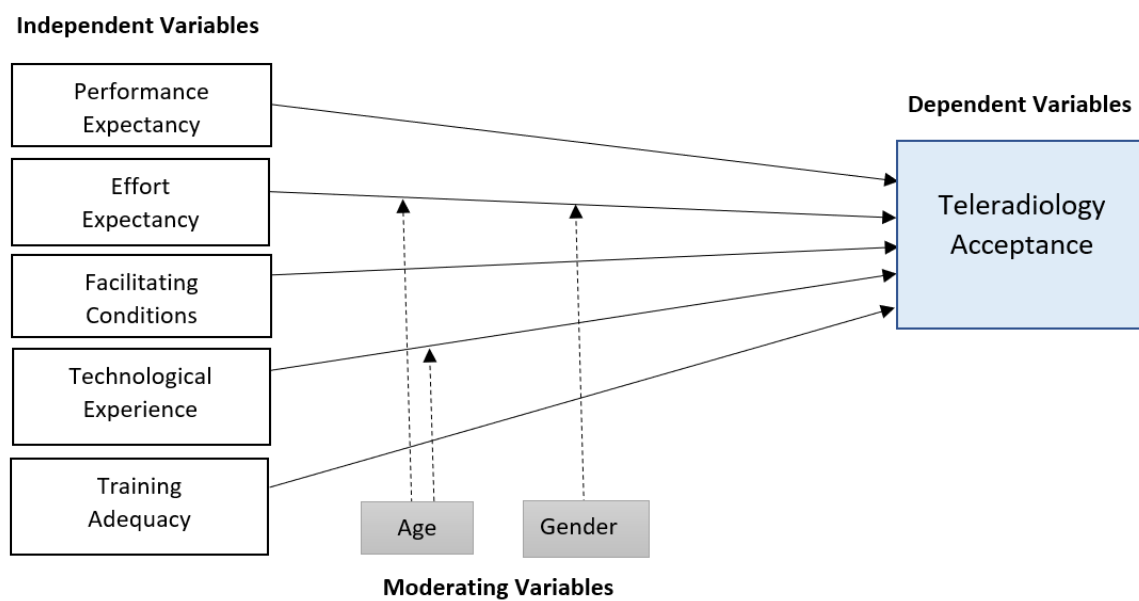 Independent Variables
Performance
Expectancy
Effort
Expectancy
Facilitating
Conditions
Technological
Experience
Training
Adequacy
Age
Gender
Moderating Variables
Dependent Variables
Teleradiology
Acceptance